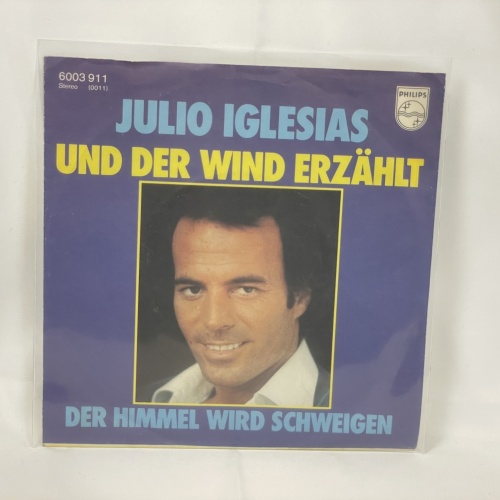 6003 911
Stereo (0011)
PHILIPS
JULIO IGLESIAS
UND DER WIND ERZÄHLT
DER HIMMEL WIRD SCHWEIGEN